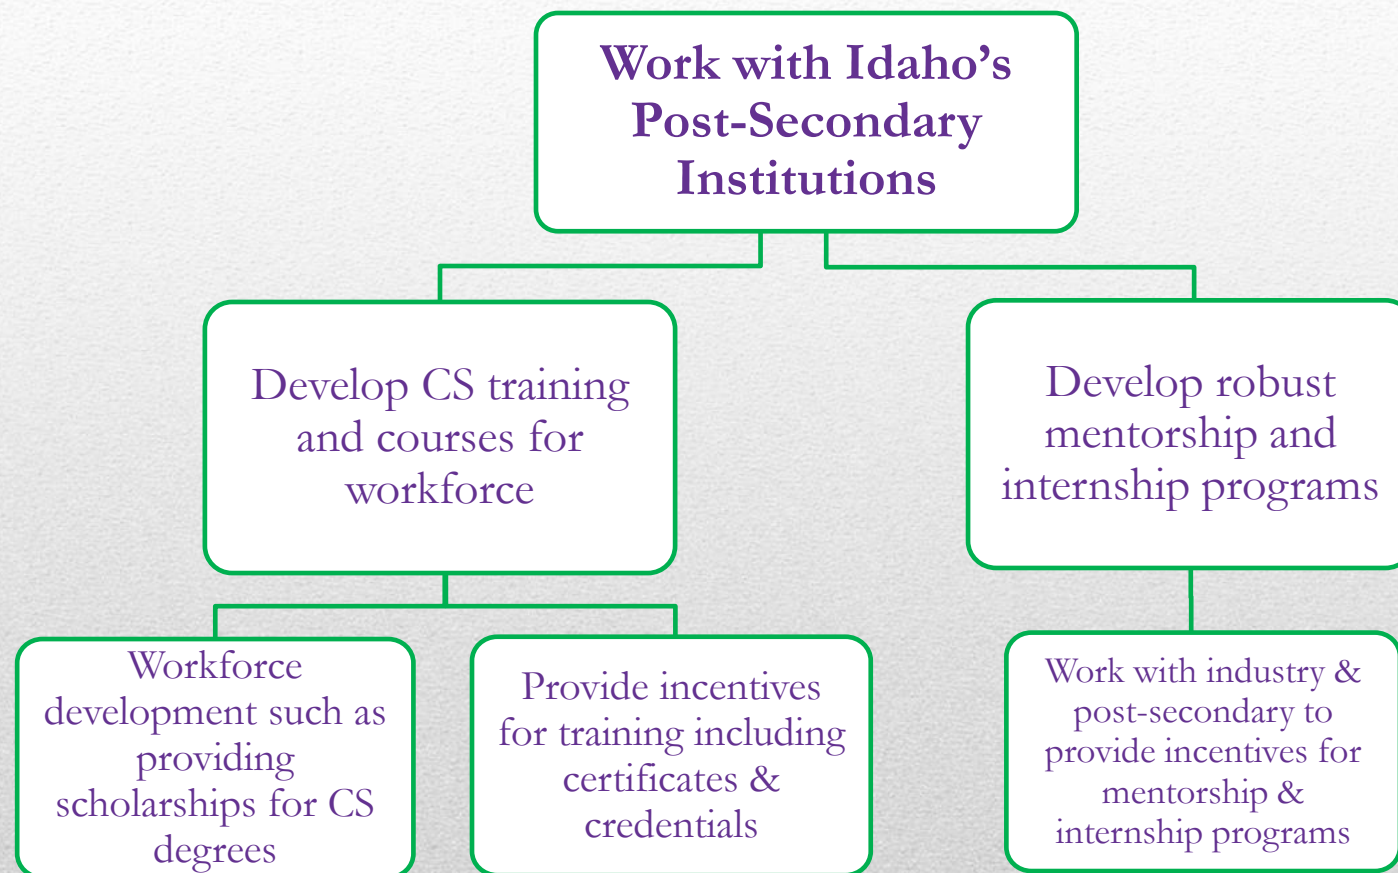 Work with Idaho’s
Post-Secondary
Institutions
Develop CS training
and courses for
workforce
Develop robust
mentorship and
internship programs
Workforce
development such as
providing
scholarships for CS
degrees
Provide incentives
for training including
certificates &
credentials
Work with industry &
post-secondary to
provide incentives for
mentorship &
internship programs